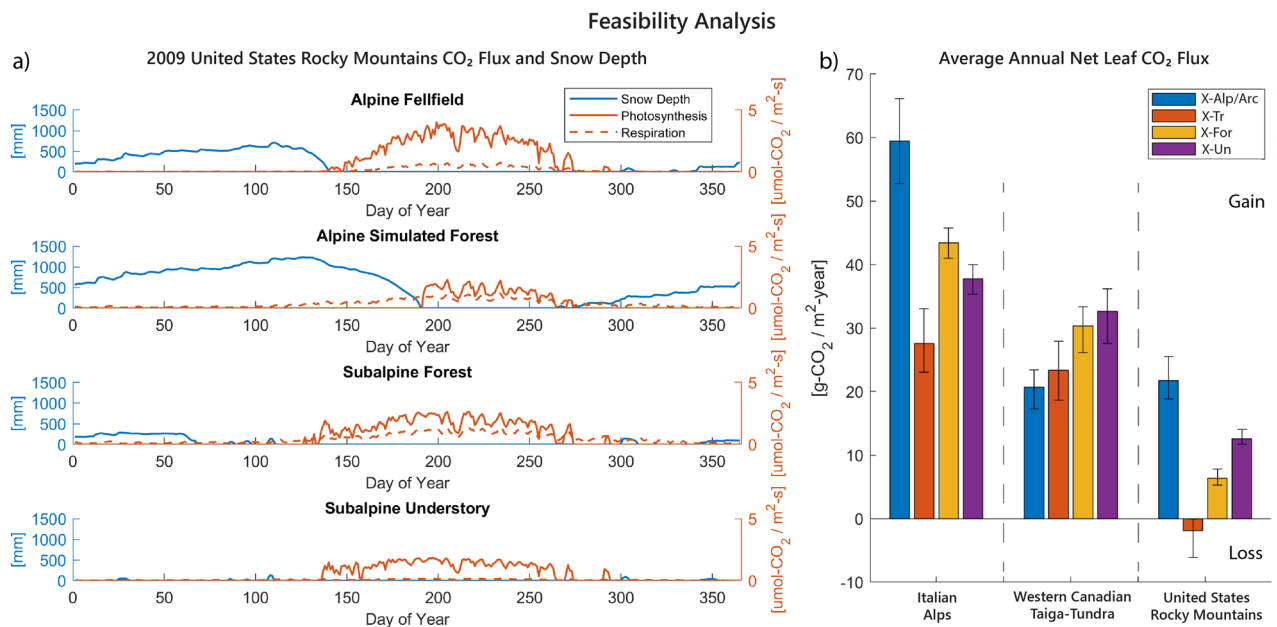 Feasibility Analysis
a)
2009 United States Rocky Mountains CO₂ Flux and Snow Depth
Alpine Fellfield
Snow Depth
Photosynthesis
Respiration
1500
1000
500
0
[mm]
5
0
[umol-CO₂ / m²-s]
0 50 100 150 200 250 300 350
Day of Year
Alpine Simulated Forest
1500
1000
500
0
[mm]
5
0
[umol-CO₂ / m²-s]
0 50 100 150 200 250 300 350
Day of Year
Subalpine Forest
1500
1000
500
0
[mm]
5
0
[umol-CO₂ / m²-s]
0 50 100 150 200 250 300 350
Day of Year
Subalpine Understory
1500
1000
500
0
[mm]
5
0
[umol-CO₂ / m²-s]
0 50 100 150 200 250 300 350
Day of Year
b)
Average Annual Net Leaf CO₂ Flux
70
60
50
40
30
20
10
0
-10
[g-CO₂ / m²-year]
X-Alp/Arc
X-Tr
X-For
X-Un
Gain
Loss
Italian
Alps
Western Canadian
Taiga-Tundra
United States
Rocky Mountains